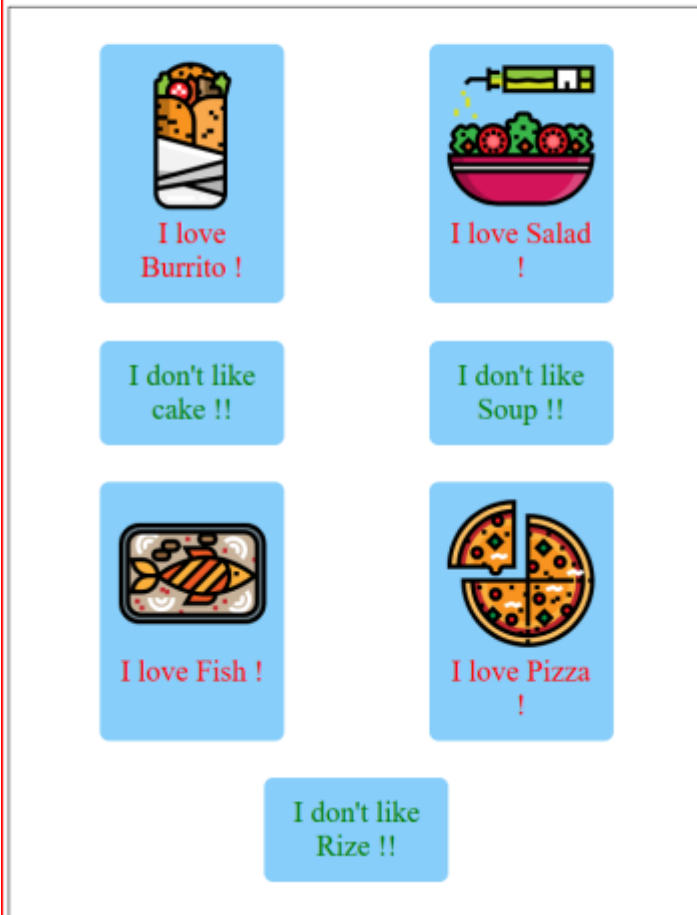 I love
Burrito !
I love Salad
!
I don't like
cake !!
I don't like
Soup !!
I love Fish !
I love Pizza
!
I don't like
Rize !!